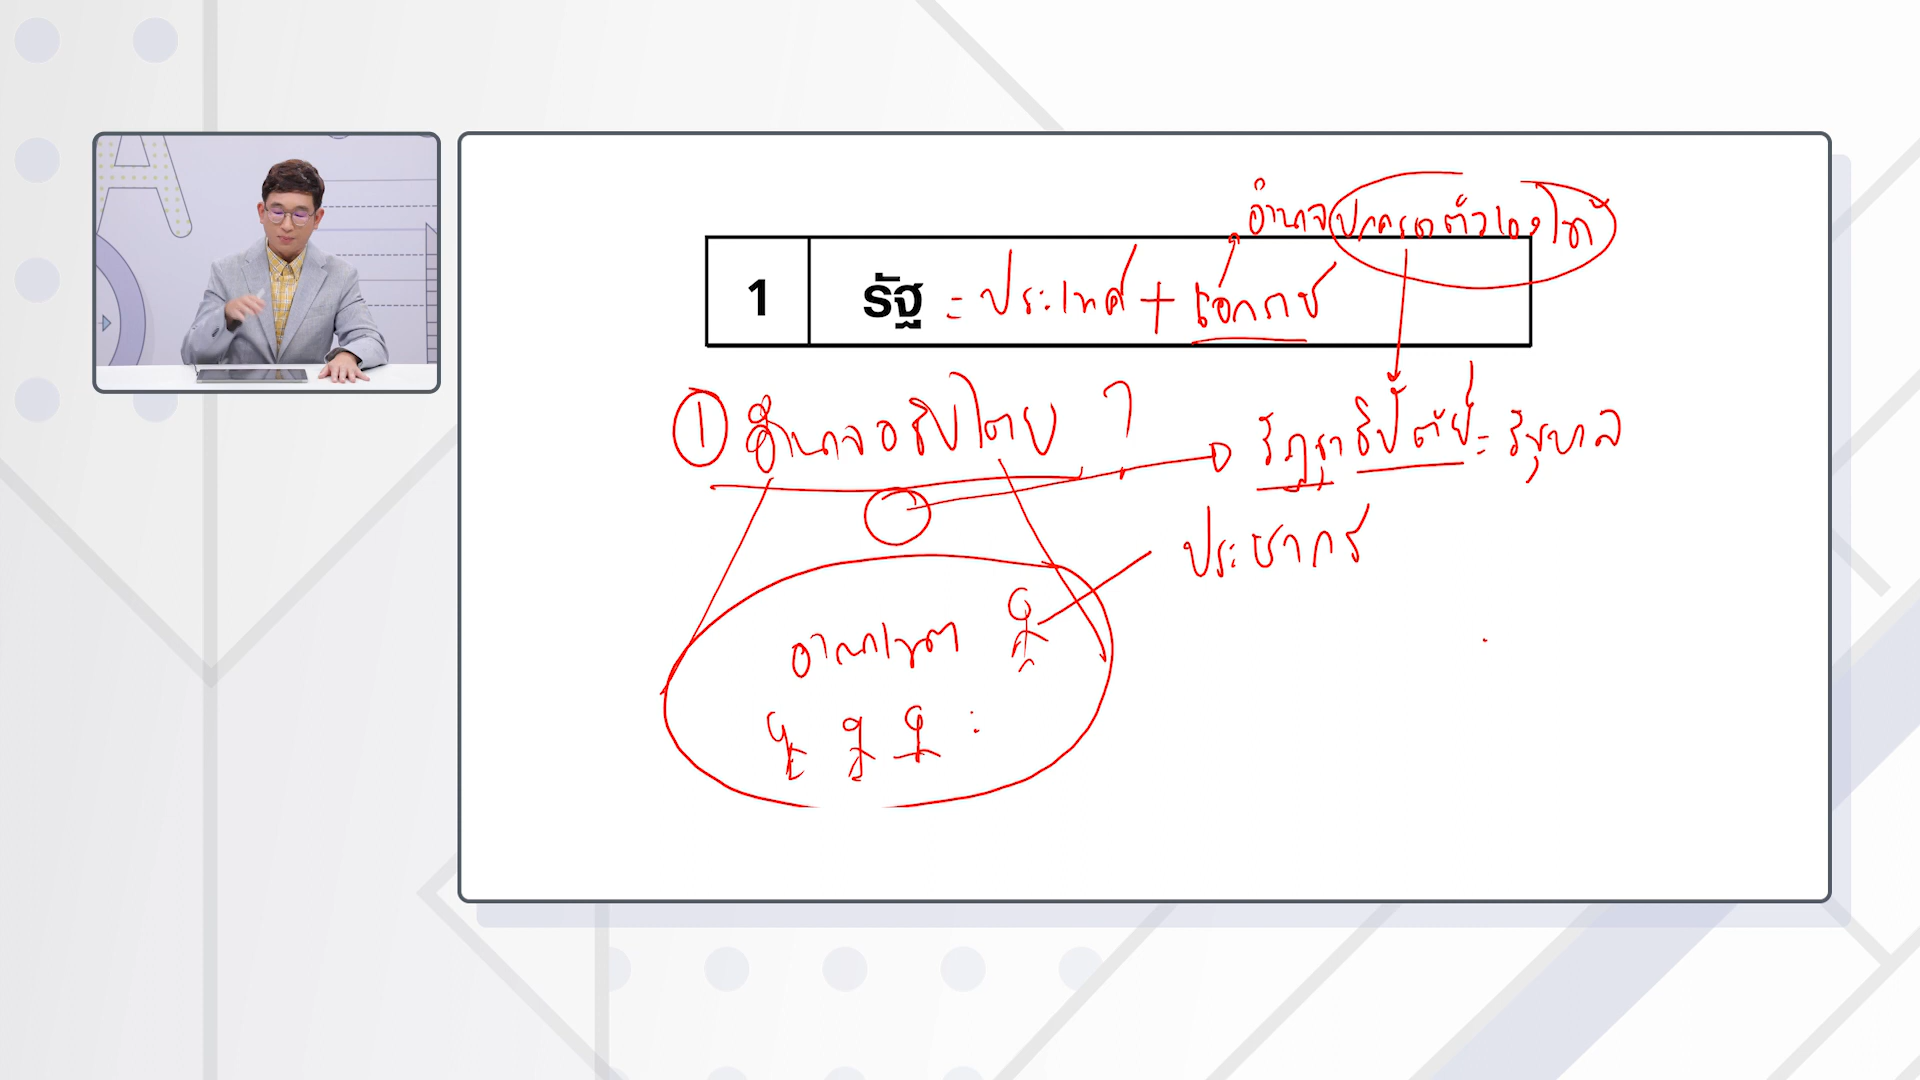 อำนาจปกครองตัวเองได้
1 รัฐ = ประเทศ + เอกราช
① อำนาจอธิปไตย ?
รัฏฐาธิปัตย์ = รัฐบาล
ประชากร
อาณาเขต